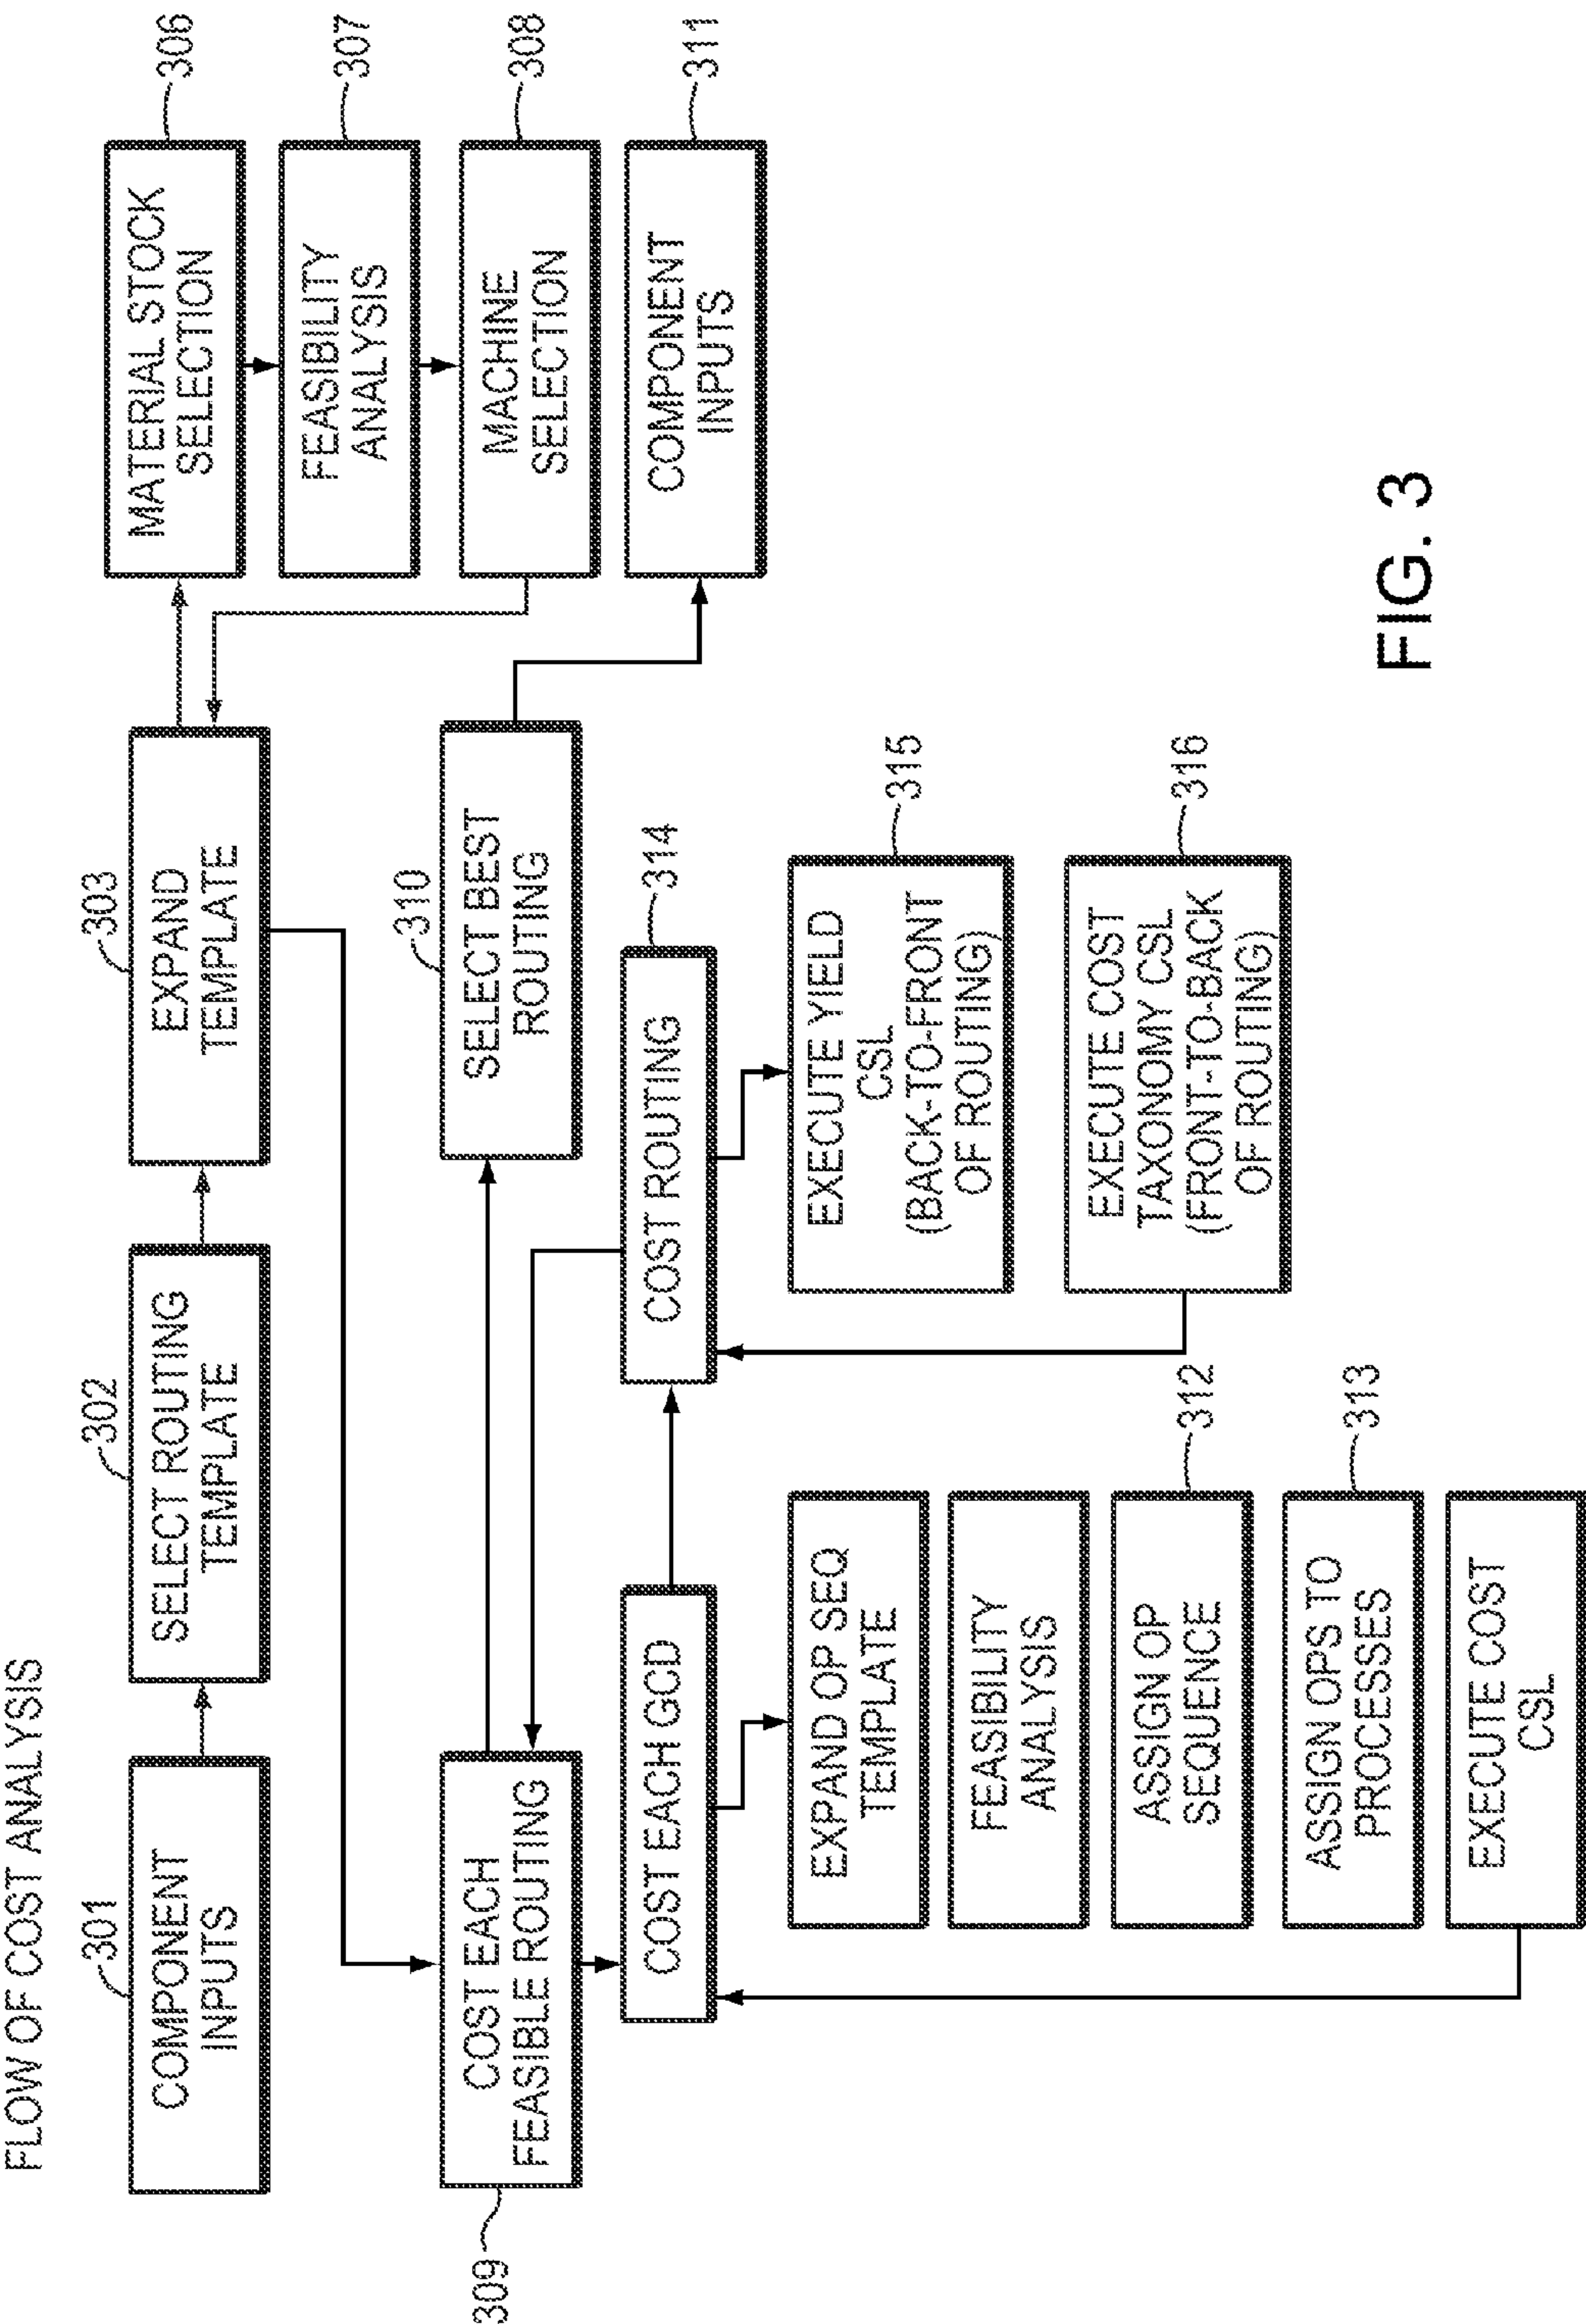 FLOW OF COST ANALYSIS
301
COMPONENT
INPUTS
302
SELECT ROUTING
TEMPLATE
303
EXPAND
TEMPLATE
MATERIAL STOCK
SELECTION
306
FEASIBILITY
ANALYSIS
307
MACHINE
SELECTION
308
309
COST EACH
FEASIBLE ROUTING
310
SELECT BEST
ROUTING
COMPONENT
INPUTS
311
COST EACH GCD
COST ROUTING
314
EXPAND OP SEQ
TEMPLATE
FEASIBILITY
ANALYSIS
ASSIGN OP
SEQUENCE
312
ASSIGN OPS TO
PROCESSES
313
EXECUTE COST
CSL
EXECUTE YIELD
CSL
(BACK-TO-FRONT
OF ROUTING)
315
EXECUTE COST
TAXONOMY CSL
(FRONT-TO-BACK
OF ROUTING)
316
FIG. 3